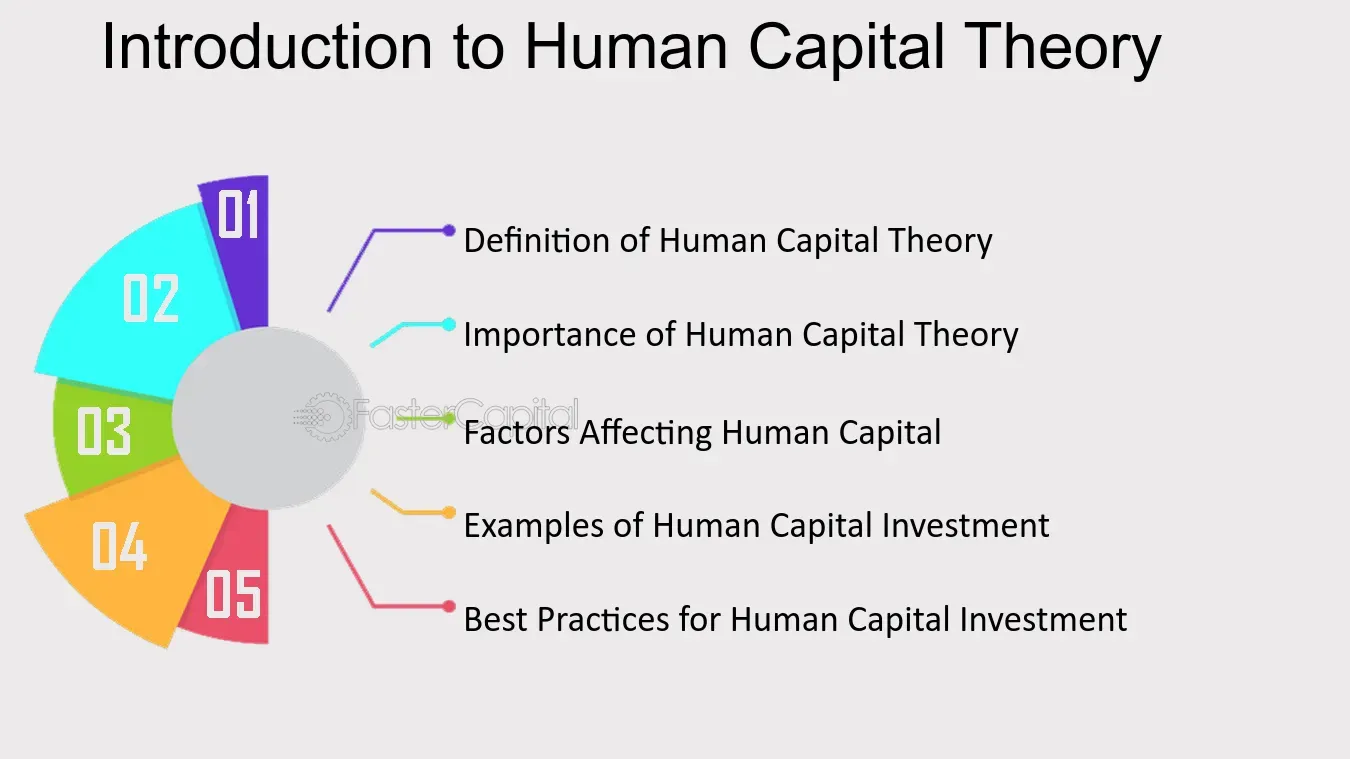 Introduction to Human Capital Theory
01
Definition of Human Capital Theory
02
Importance of Human Capital Theory
03
FasterCapital
Factors Affecting Human Capital
04
Examples of Human Capital Investment
05
Best Practices for Human Capital Investment